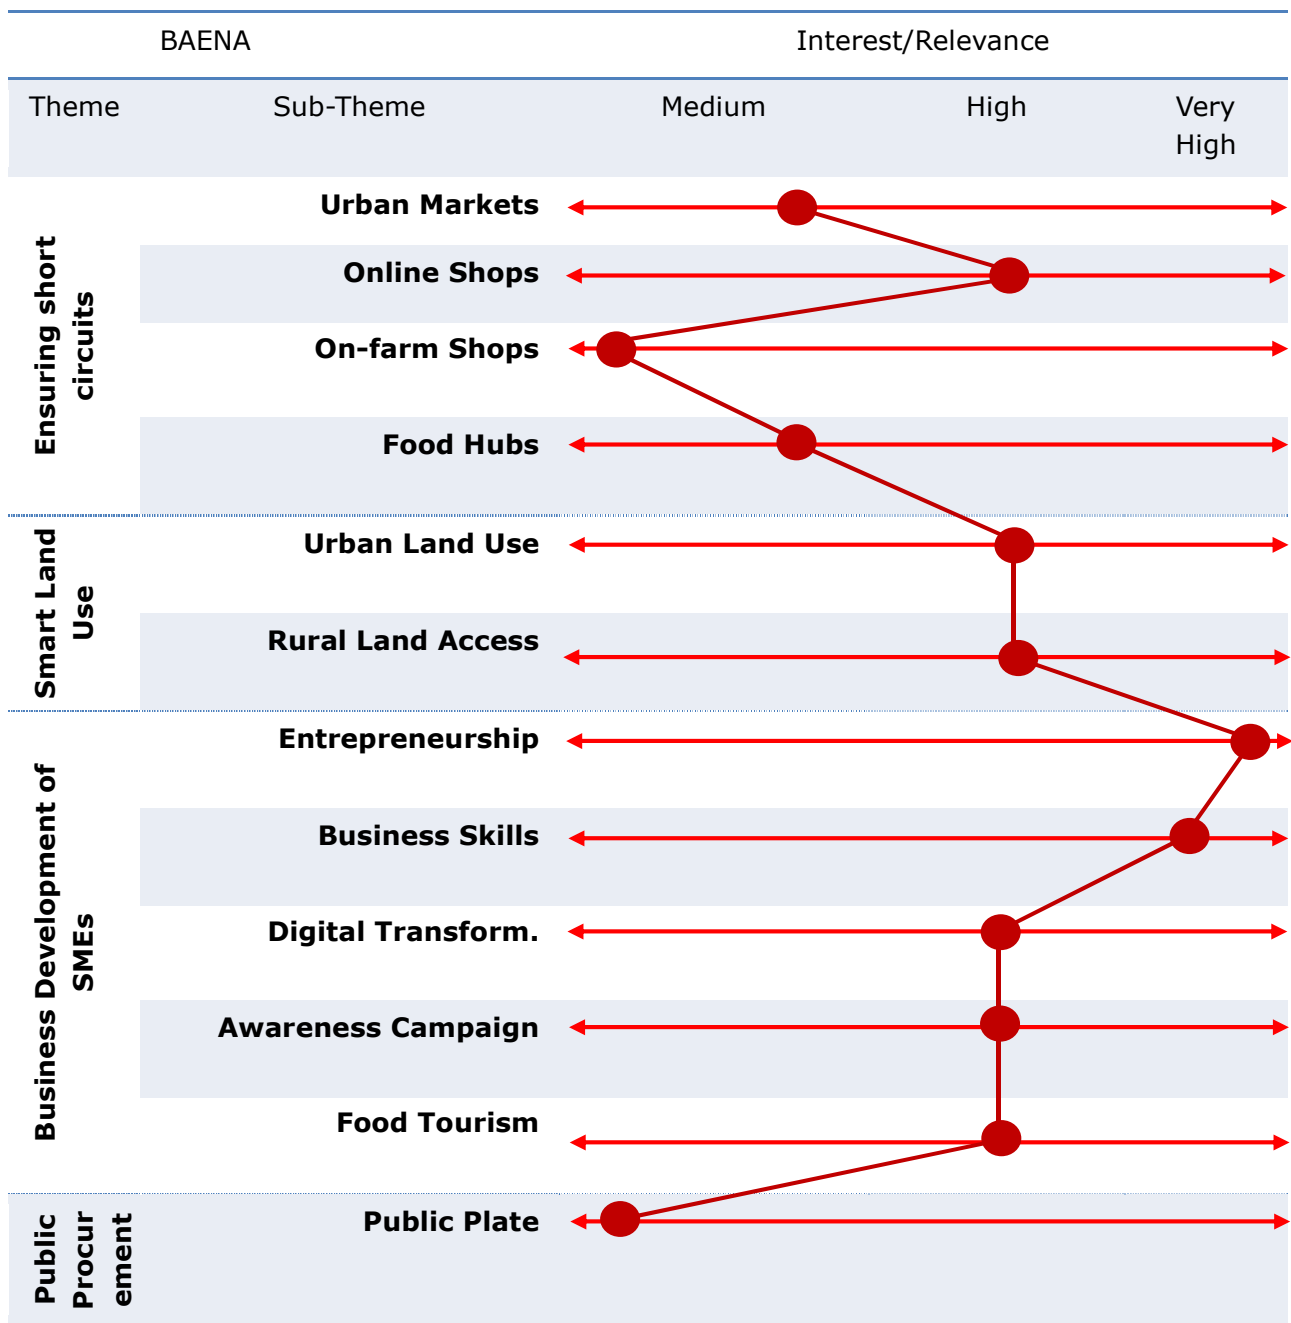 BAENA
Interest/Relevance
Theme
Sub-Theme
Medium
High
Very
High
Ensuring short
circuits
Urban Markets
Online Shops
On-farm Shops
Food Hubs
Smart Land
Use
Urban Land Use
Rural Land Access
Business Development of
SMEs
Entrepreneurship
Business Skills
Digital Transform.
Awareness Campaign
Food Tourism
Public
Procur
ement
Public Plate